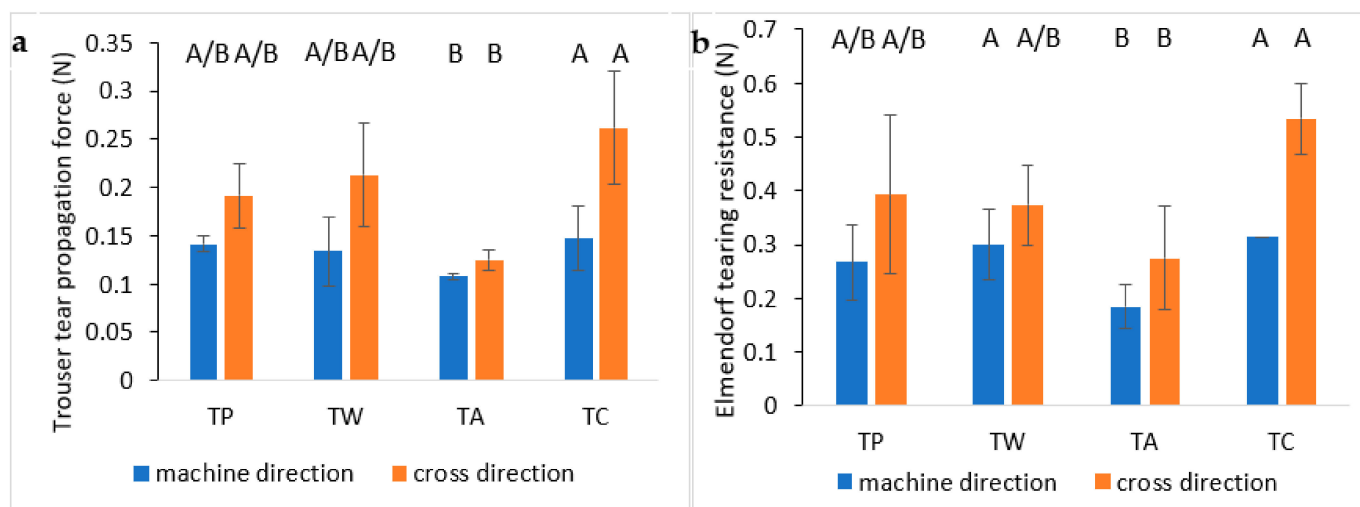 a
Trouser tear propagation force (N)
0.35
0.3
0.25
0.2
0.15
0.1
0.05
0
A/B A/B A/B A/B B B A A
TP TW TA TC
machine direction cross direction
b
Elmendorf tearing resistance (N)
0.7
0.6
0.5
0.4
0.3
0.2
0.1
0
A/B A/B A A/B B B A A
TP TW TA TC
machine direction cross direction